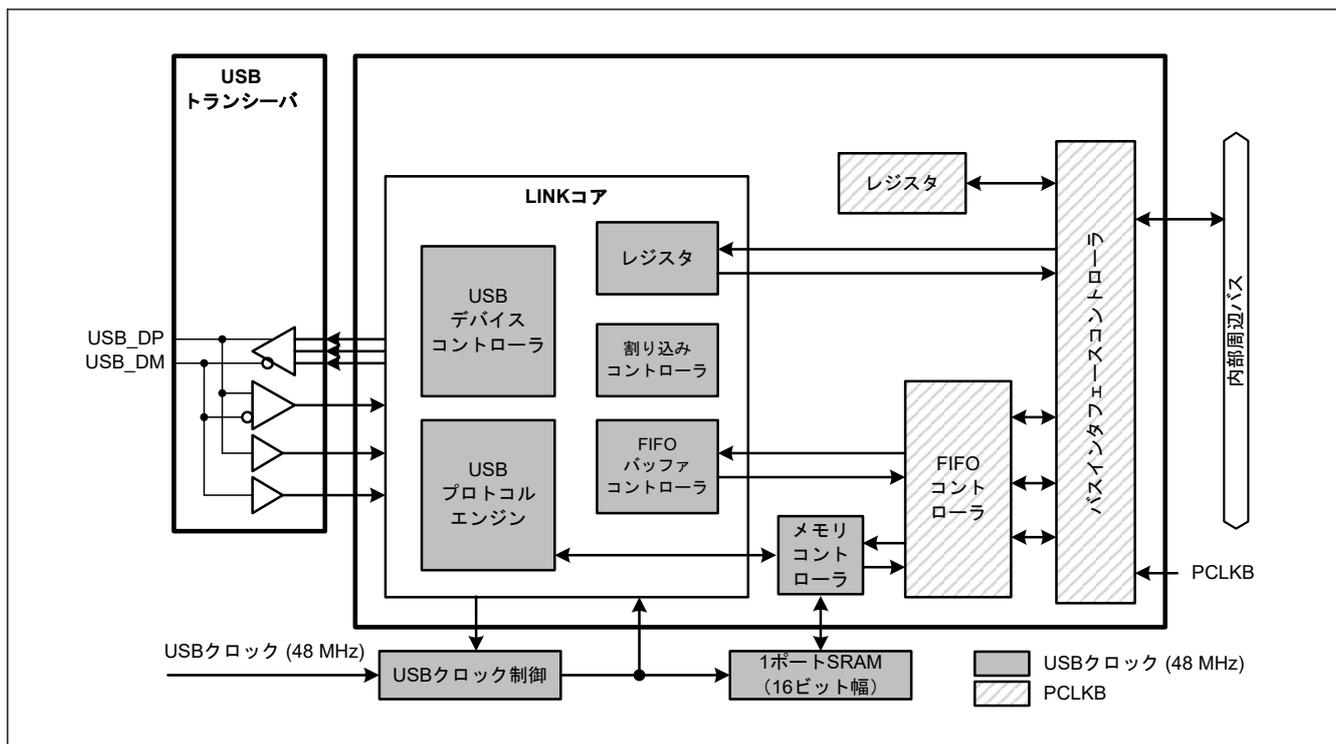 USB
トランシーバ
LINKコア
レジスタ
レジスタ
USB
デバイス
コントローラ
割り込み
コントローラ
USB_DP
USB_DM
USB
プロトコル
エンジン
FIFO
バッファ
コントローラ
メモリ
コント
ローラ
FIFO
コント
ローラ
バスインタフェースコントローラ
内部周辺バス
PCLKB
USBクロック (48 MHz)
USBクロック制御
1ポートSRAM
（16ビット幅）
USBクロック (48 MHz)
PCLKB